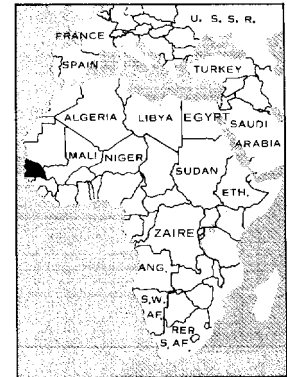 U. S. S. R.
FRANCE
SPAIN
TURKEY
ALGERIA
LIBYA
EGYPT
SAUDI
ARABIA
MALI
NIGER
SUDAN
ETH.
ZAIRE
ANG.
S.W.
AF.
REP.
S. AF.